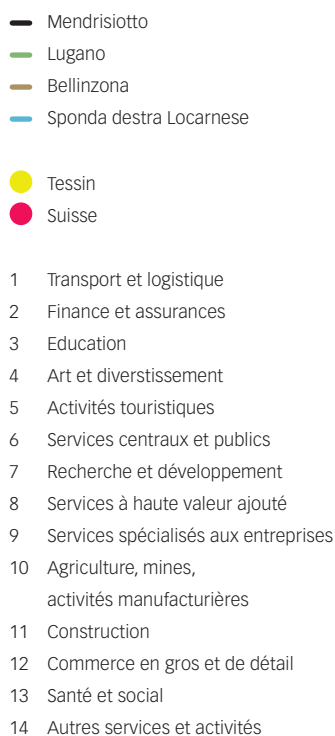 Mendrisiotto
Lugano
Bellinzona
Sponda destra Locarnese
Tessin
Suisse
1 Transport et logistique
2 Finance et assurances
3 Education
4 Art et diverstissement
5 Activités touristiques
6 Services centraux et publics
7 Recherche et développement
8 Services à haute valeur ajouté
9 Services spécialisés aux entreprises
10 Agriculture, mines,
activités manufacturières
11 Construction
12 Commerce en gros et de détail
13 Santé et social
14 Autres services et activités